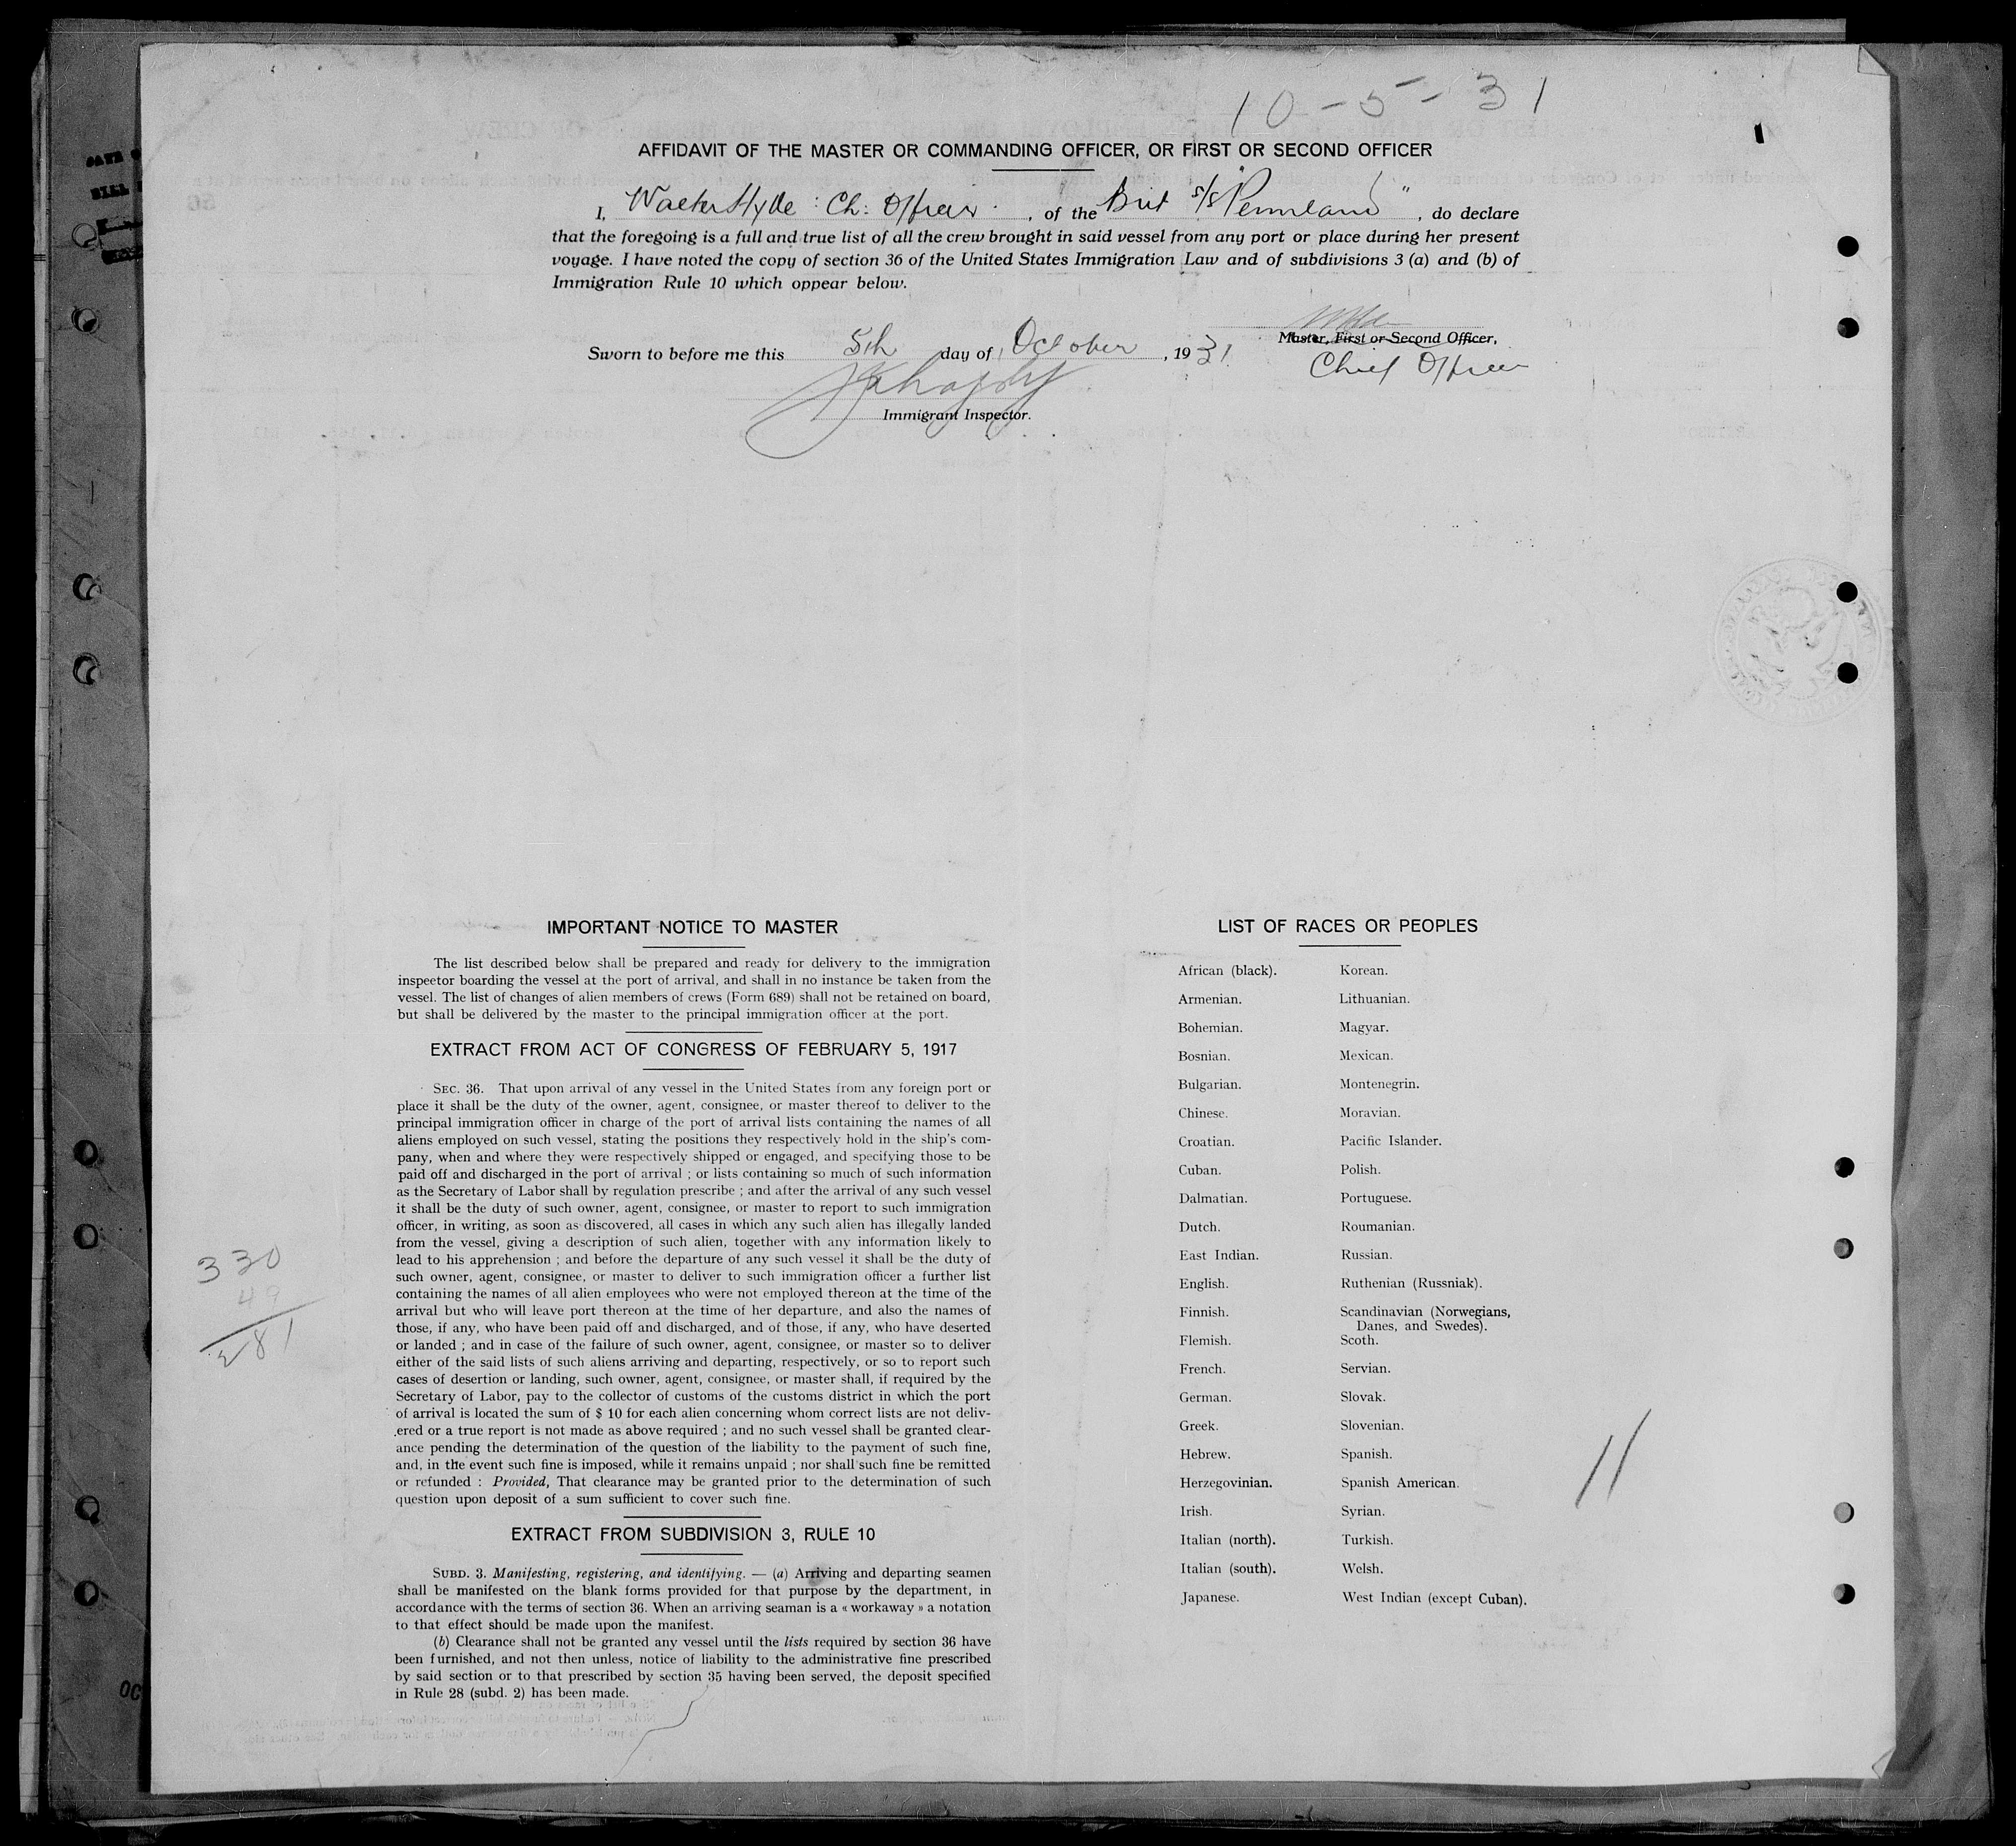 10-5-31
AFFIDAVIT OF THE MASTER OR COMMANDING OFFICER, OR FIRST OR SECOND OFFICER
I, Walter Hyde : Ch: Officer . , of the Brit s/s "Pennland" , do declare
that the foregoing is a full and true list of all the crew brought in said vessel from any port or place during her present
voyage. I have noted the copy of section 36 of the United States Immigration Law and of subdivisions 3 (a) and (b) of
Immigration Rule 10 which oppear below.
Master, First or Second Officer,
Sworn to before me this 5th day of October , 1931.
Chief Officer
Immigrant Inspector.
IMPORTANT NOTICE TO MASTER
The list described below shall be prepared and ready for delivery to the immigration
inspeetor boarding the vessel at the port of arrival, and shall in no instance be taken from the
vessel. The list of changes of alien members of crews (Form 689) shall not be retained on board,
but shall be delivered by the master to the principal immigration officer at the port.
EXTRACT FROM ACT OF CONGRESS OF FEBRUARY 5, 1917
SEC. 36. That upon arrival of any vessel in the United States from any foreign port or
place it shall be the duty of the owner, agent, consignee, or master thereof to deliver to the
principal immigration officer in charge of the port of arrival lists containing the names of all
aliens employed on such vessel, stating the positions they respectively hold in the ship's com-
pany, when and where they were respectively shipped or engaged, and specifying those to be
paid off and discharged in the port of arrival ; or lists containing so much of such information
as the Secretary of Labor shall by regulation prescribe ; and after the arrival of any such vessel
it shall be the duty of such owner, agent, consignee, or master to report to such immigration
officer, in writing, as soon as discovered, all cases in which any such alien has illegally landed
from the vessel, giving a description of such alien, together with any information likely to
lead to his apprehension ; and before the departure of any such vessel it shall be the duty of
such owner, agent, consignee, or master to deliver to such immigration officer a further list
containing the names of all alien employees who were not employed thereon at the time of the
arrival but who will leave port thereon at the time of her departure, and also the names of
those, if any, who have been paid off and discharged, and of those, if any, who have deserted
or landed ; and in case of the failure of such owner, agent, consignee, or master so to deliver
either of the said lists of such aliens arriving and departing, respectively, or so to report such
cases of desertion or landing, such owner, agent, consignee, or master shall, if required by the
Secretary of Labor, pay to the collector of customs of the customs district in which the port
of arrival is located the sum of $ 10 for each alien concerning whom correct lists are not deliv-
ered or a true report is not made as above required ; and no such vessel shall be granted clear-
ance pending the determination of the question of the liability to the payment of such fine,
and, in the event such fine is imposed, while it remains unpaid ; nor shall such fine be remitted
or refunded : Provided, That clearance may be granted prior to the determination of such
question upon deposit of a sum sufficient to cover such fine.
EXTRACT FROM SUBDIVISION 3, RULE 10
SUBD. 3. Manifesting, registering, and identifying. — (a) Arriving and departing seamen
shall be manifested on the blank forms provided for that purpose by the department, in
accordance with the terms of section 36. When an arriving seaman is a « workaway » a notation
to that effect should be made upon the manifest.
(b) Clearance shall not be granted any vessel until the lists required by section 36 have
been furnished, and not then unless, notice of liability to the administrative fine prescribed
by said section or to that prescribed by section 35 having been served, the deposit specified
in Rule 28 (subd. 2) has been made.
330
49
281
LIST OF RACES OR PEOPLES
African (black). Korean.
Armenian. Lithuanian.
Bohemian. Magyar.
Bosnian. Mexican.
Bulgarian. Montenegrin.
Chinese. Moravian.
Croatian. Pacific Islander.
Cuban. Polish.
Dalmatian. Portuguese.
Dutch. Roumanian.
East Indian. Russian.
English. Ruthenian (Russniak).
Finnish. Scandinavian (Norwegians,
Danes, and Swedes).
Flemish. Scoth.
French. Servian.
German. Slovak.
Greek. Slovenian.
Hebrew. Spanish.
Herzegovinian. Spanish American.
Irish. Syrian.
Italian (north). Turkish.
Italian (south). Welsh.
Japanese. West Indian (except Cuban).
11